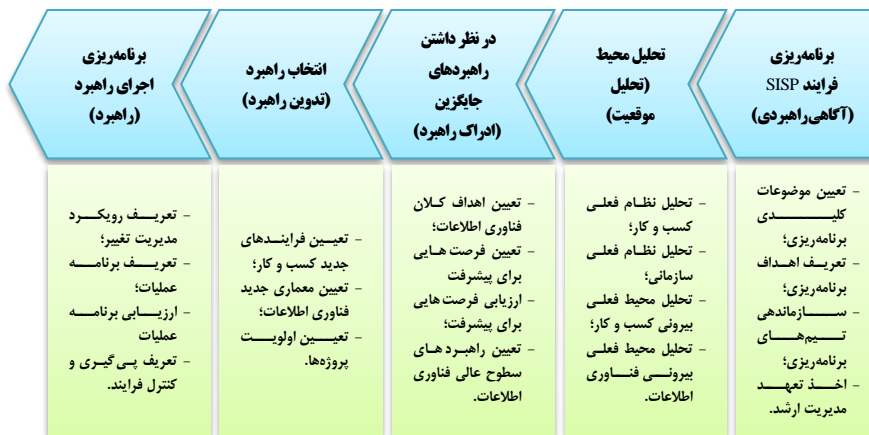 برنامه‌ریزی
فرایند SISP
(آگاهی‌راهبردی)
- تعیین موضوعات
کلیدی
برنامه‌ریزی؛
- تعریف اهداف
برنامه‌ریزی؛
- سازماندهی
تیم‌های
برنامه‌ریزی؛
- اخذ تعهد
مدیریت ارشد.
تحلیل محیط
(تحلیل
موقعیت)
- تحلیل نظام فعلی
کسب و کار؛
- تحلیل نظام فعلی
سازمانی؛
- تحلیل محیط فعلی
بیرونی کسب و کار؛
- تحلیل محیط فعلی
بیرونی فناوری
اطلاعات.
در نظر داشتن
راهبردهای
جایگزین
(ادراک راهبرد)
- تعیین اهداف کلان
فناوری اطلاعات؛
- تعیین فرصت‌هایی
برای پیشرفت
- ارزیابی فرصت‌هایی
برای پیشرفت؛
- تعیین راهبردهای
سطوح عالی فناوری
اطلاعات.
انتخاب راهبرد
(تدوین راهبرد)
- تعیین فرایندهای
جدید کسب و کار؛
- تعیین معماری جدید
فناوری اطلاعات؛
- تعیین اولویت
پروژه‌ها.
برنامه‌ریزی
اجرای راهبرد
(راهبرد)
- تعریف رویکرد
مدیریت تغییر؛
- تعریف برنامه
عملیات؛
- ارزیابی برنامه
عملیات
- تعریف پی‌گیری و
کنترل فرایند.